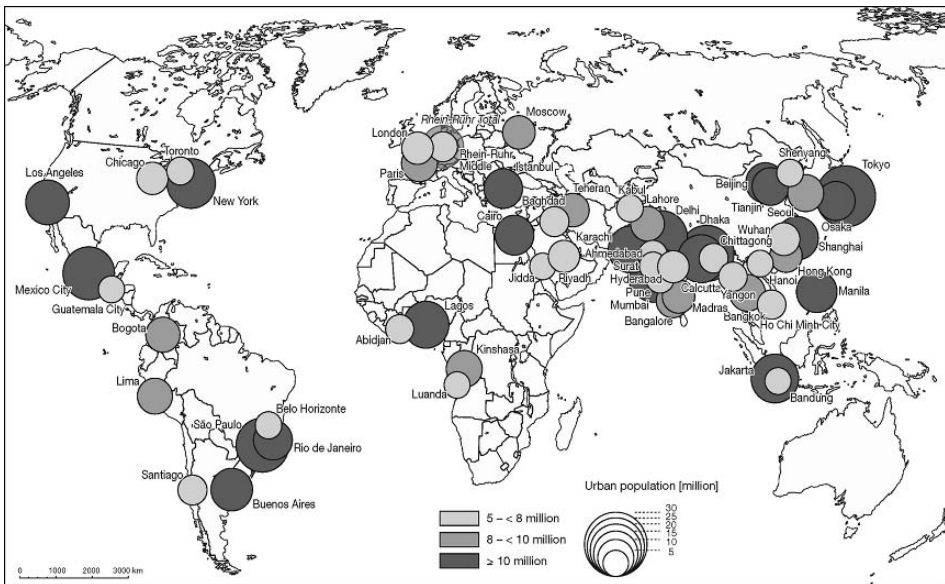 Moscow
Rhein-Ruhr Total
London
Rhein-Ruhr
Middle
Istanbul
Paris
Toronto
Chicago
Los Angeles
New York
Teheran
Kabul
Lahore
Baghdad
Delhi
Dhaka
Shenyang
Tokyo
Beijing
Tianjin
Seoul
Osaka
Wuhan
Shanghai
Cairo
Karachi
Ahmedabad
Chittagong
Surat
Hyderabad
Calcutta
Hanoi
Hong Kong
Jidda
Riyadh
Pune
Mumbai
Madras
Yangon
Manila
Bangalore
Bangkok
Ho Chi Minh City
Mexico City
Guatemala City
Bogota
Lagos
Abidjan
Kinshasa
Luanda
Lima
Jakarta
Bandung
Belo Horizonte
São Paulo
Rio de Janeiro
Santiago
Buenos Aires
Urban population [million]
30
25
20
15
10
5
5 – < 8 million
8 – < 10 million
≥ 10 million
0 1000 2000 3000 km